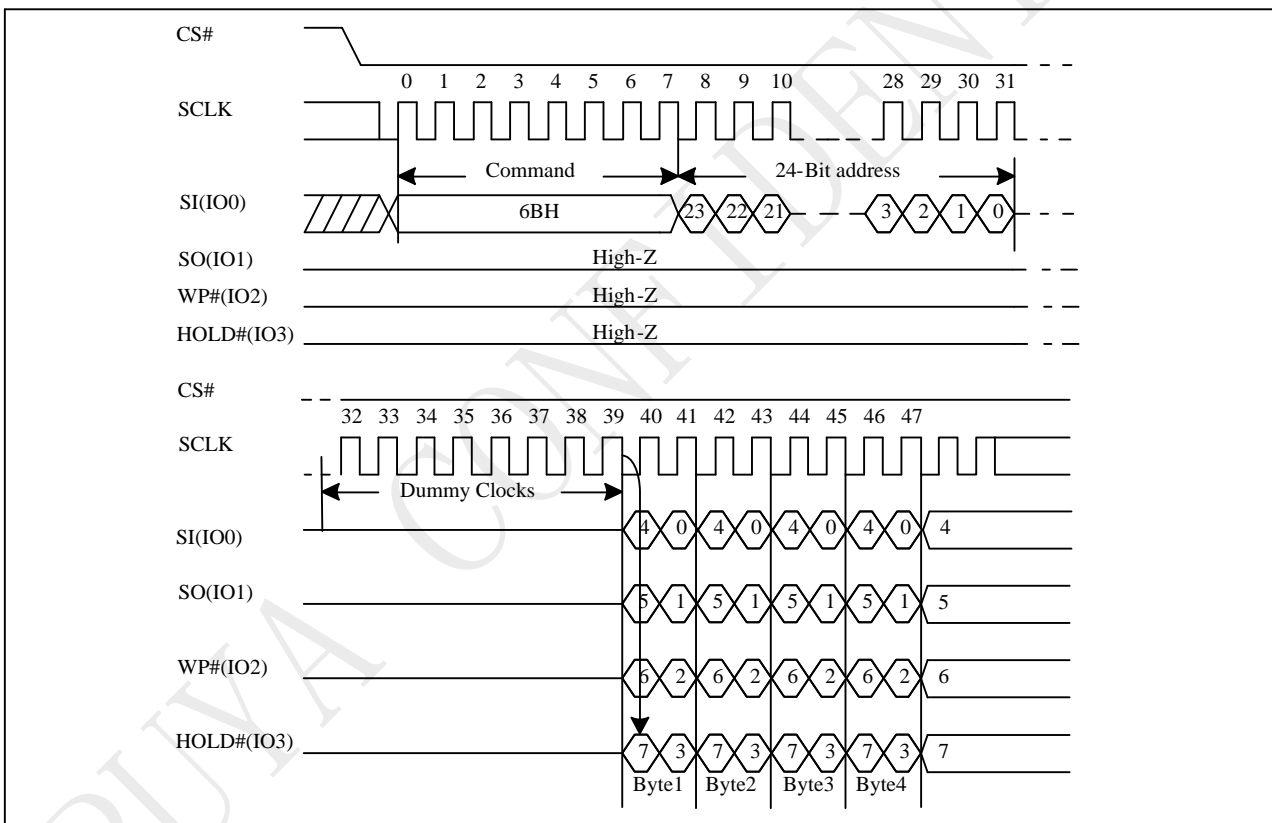 CS#
0 1 2 3 4 5 6 7 8 9 10 28 29 30 31
SCLK
Command 24-Bit address
SI(IO0) 6BH 23 22 21 3 2 1 0
SO(IO1) High-Z
WP#(IO2) High-Z
HOLD#(IO3) High-Z
CS#
32 33 34 35 36 37 38 39 40 41 42 43 44 45 46 47
SCLK
Dummy Clocks
SI(IO0) 4 0 4 0 4 0 4 0 4
SO(IO1) 5 1 5 1 5 1 5 1 5
WP#(IO2) 6 2 6 2 6 2 6 2 6
HOLD#(IO3) 7 3 7 3 7 3 7 3 7
Byte1 Byte2 Byte3 Byte4
PUYA CONFIDEN